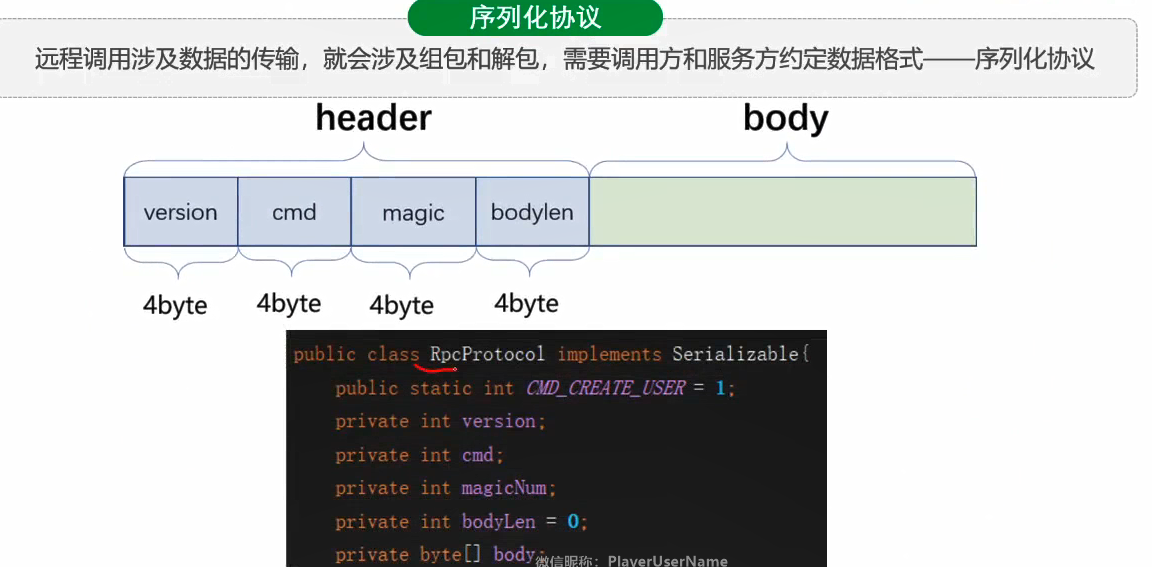 序列化协议
远程调用涉及数据的传输，就会涉及组包和解包，需要调用方和服务方约定数据格式——序列化协议
header
body
version
cmd
magic
bodylen
4byte
4byte
4byte
4byte
public class RpcProtocol implements Serializable{
public static int CMD_CREATE_USER = 1;
private int version;
private int cmd;
private int magicNum;
private int bodyLen = 0;
private byte[] body;
微信昵称：PlayerUserName